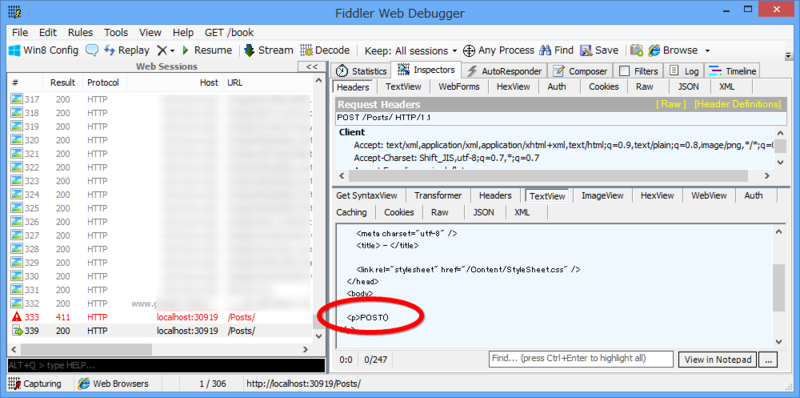 Fiddler Web Debugger
File Edit Rules Tools View Help GET /book
Win8 Config Replay Resume Stream Decode Keep: All sessions Any Process Find Save Browse
Web Sessions <<
# Result Protocol Host URL
317 200 HTTP
318 200 HTTP
319 200 HTTP
320 200 HTTP
321 200 HTTP
322 200 HTTP
323 200 HTTP
324 200 HTTP
325 200 HTTP
326 200 HTTP
327 200 HTTP
328 200 HTTP
329 200 HTTP
330 200 HTTP
331 200 HTTP
332 200 HTTP
333 411 HTTP localhost:30919 /Posts/
339 200 HTTP localhost:30919 /Posts/
ALT+Q > type HELP...
Statistics Inspectors AutoResponder Composer Filters Log Timeline
Headers TextView WebForms HexView Auth Cookies Raw JSON XML
Request Headers [ Raw ] [Header Definitions]
POST /Posts/ HTTP/1.1
Client
Accept: text/xml,application/xml,application/xhtml+xml,text/html;q=0.9,text/plain;q=0.8,image/png,*/*;q=0
Accept-Charset: Shift_JIS,utf-8;q=0.7,*;q=0.7
Get SyntaxView Transformer Headers TextView ImageView HexView WebView Auth
Caching Cookies Raw JSON XML
<meta charset="utf-8" />
<title> - </title>
<link rel="stylesheet" href="/Content/StyleSheet.css" />
</head>
<body>
<p>POST()
0:0 0/247 Find... (press Ctrl+Enter to highlight all) View in Notepad ...
Capturing Web Browsers 1 / 306 http://localhost:30919/Posts/